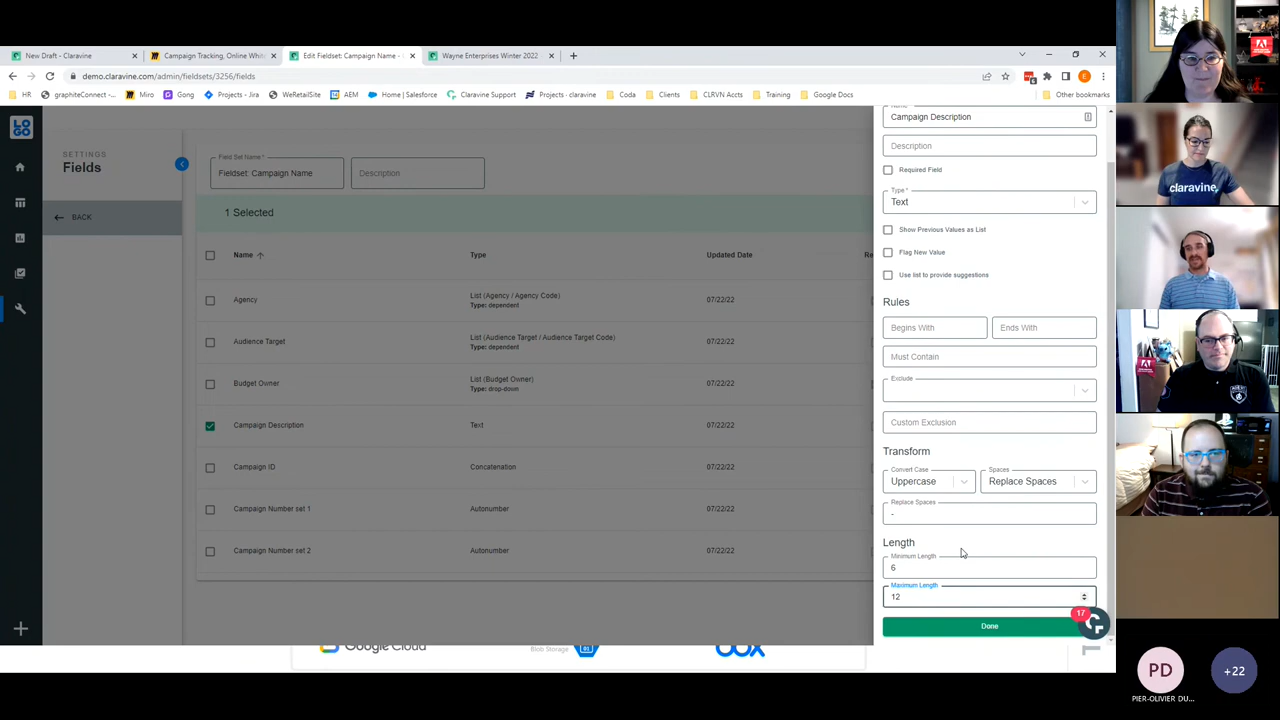 New Draft - Claravine
Campaign Tracking, Online Whit
Edit Fieldset: Campaign Name -
Wayne Enterprises Winter 2022
demo.claravine.com/admin/fieldsets/3256/fields
E
HR
graphiteConnect -
Miro
Gong
Projects - Jira
WeRetailSite
AEM
Home | Salesforce
Claravine Support
Projects · claravine
Coda
Clients
CLRVN Accts
Training
Google Docs
Other bookmarks
LOGO
SETTINGS
Fields
BACK
Field Set Name *
Fieldset: Campaign Name
Description
1 Selected
Name
Type
Updated Date
Re
Agency
List (Agency / Agency Code)
Type: dependent
07/22/22
Audience Target
List (Audience Target / Audience Target Code)
Type: dependent
07/22/22
Budget Owner
List (Budget Owner)
Type: drop-down
07/22/22
Campaign Description
Text
07/22/22
Campaign ID
Concatenation
07/22/22
Campaign Number set 1
Autonumber
07/22/22
Campaign Number set 2
Autonumber
07/22/22
Campaign Description
Description
Required Field
Type *
Text
Show Previous Values as List
Flag New Value
Use list to provide suggestions
Rules
Begins With
Ends With
Must Contain
Exclude
Custom Exclusion
Transform
Convert Case
Uppercase
Spaces
Replace Spaces
Replace Spaces
-
Length
Minimum Length
6
Maximum Length
12
Done
17
Google Cloud
Blob Storage
box
claravine
PD
PIER-OLIVIER DU...
+22